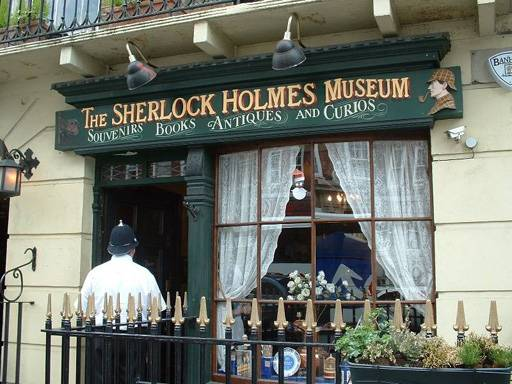 THE SHERLOCK HOLMES MUSEUM
SOUVENIRS BOOKS ANTIQUES AND CURIOS